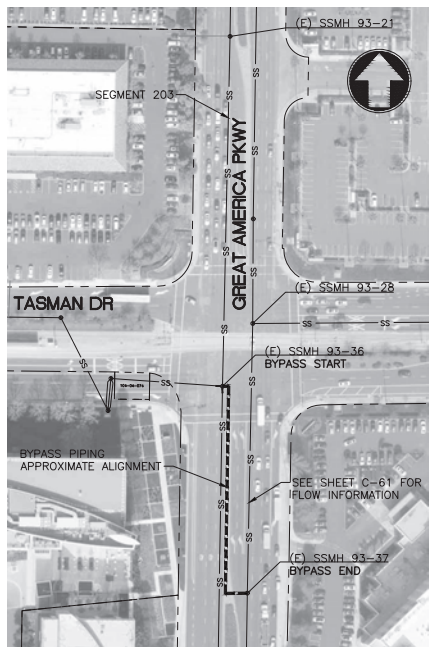 (E) SSMH 93-21
SEGMENT 203
SS
SS
SS
SS
GREAT AMERICA PKWY
TASMAN DR
(E) SSMH 93-28
SS
SS
SS
SS
(E) SSMH 93-36
BYPASS START
SS
SS
SS
SS
BYPASS PIPING
APPROXIMATE ALIGNMENT
SEE SHEET C-61 FOR
FLOW INFORMATION
SS
SS
(E) SSMH 93-37
BYPASS END
SS